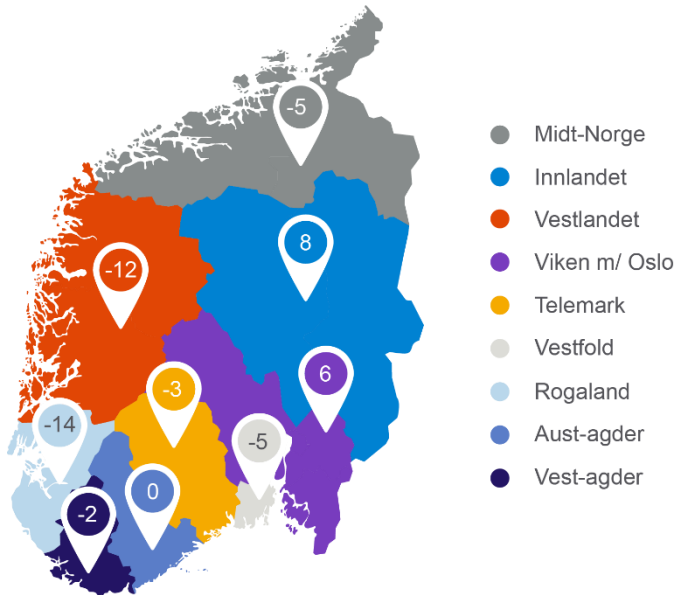 -5
8
-12
6
-3
-14
-5
0
-2
Midt-Norge
Innlandet
Vestlandet
Viken m/ Oslo
Telemark
Vestfold
Rogaland
Aust-agder
Vest-agder